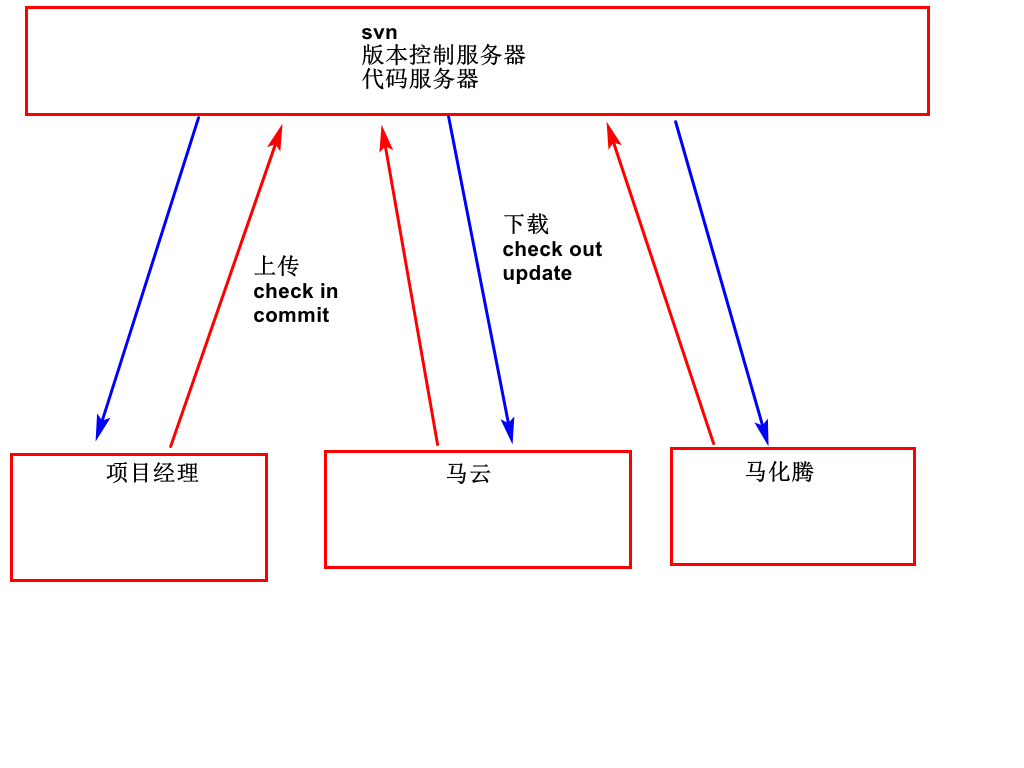 svn
版本控制服务器
代码服务器
下载
check out
update
上传
check in
commit
项目经理
马云
马化腾